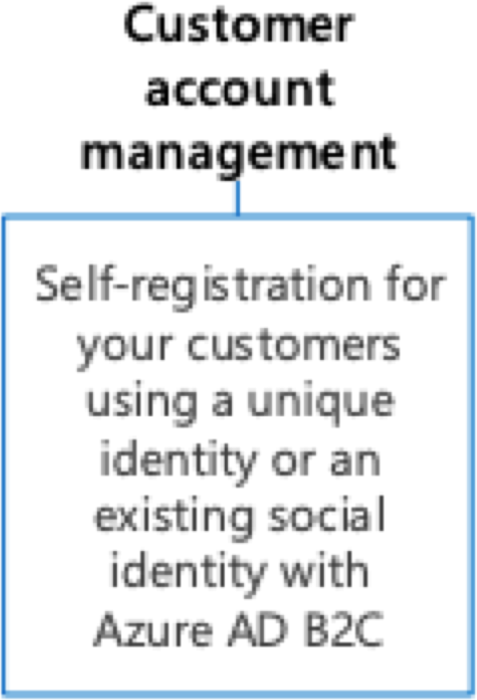 Customer
account
management
Self-registration for
your customers
using a unique
identity or an
existing social
identity with
Azure AD B2C